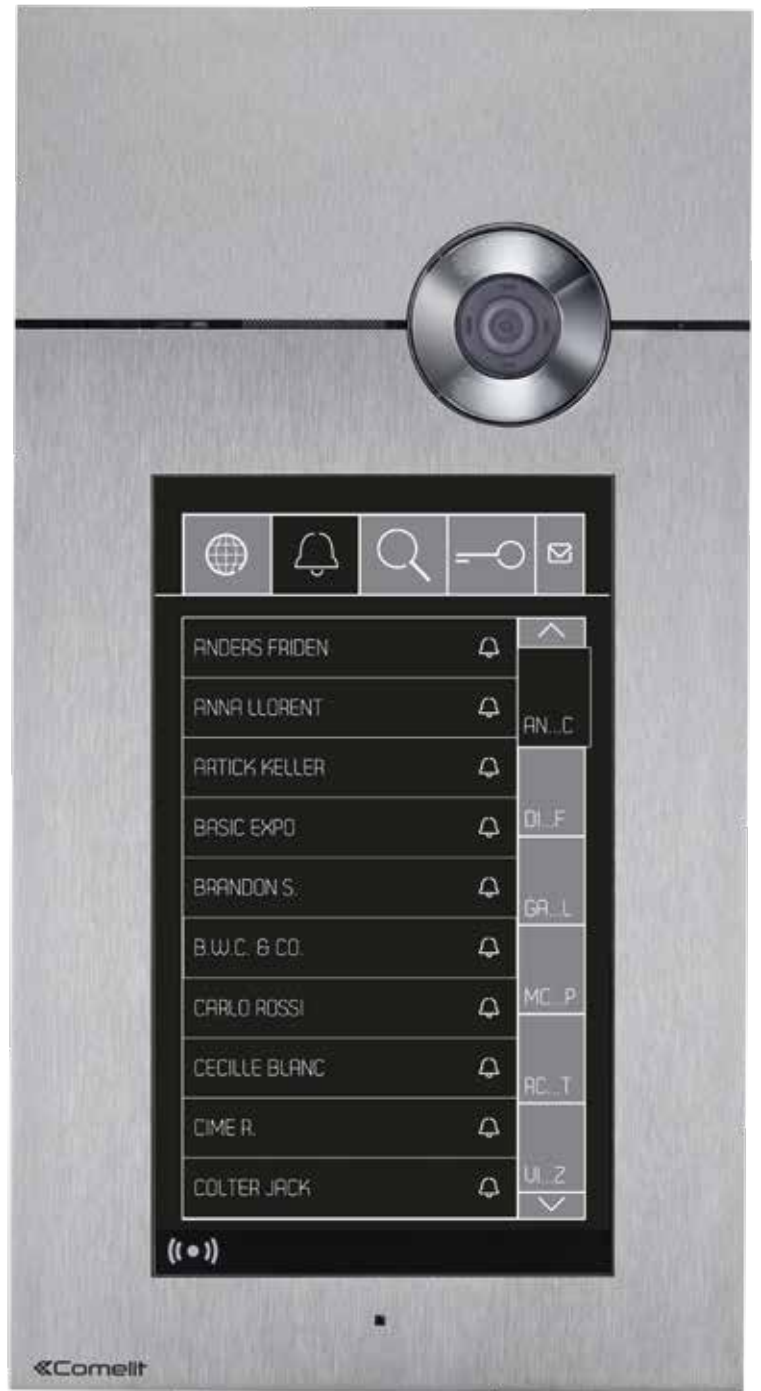 ANDERS FRIDEN
ANNA LLORENT
ARTICK KELLER
BASIC EXPO
BRANDON S.
B.W.C. & CO.
CARLO ROSSI
CECILLE BLANC
CIME R.
COLTER JACK
AN...C
DI...F
GA...L
MC...P
RC...T
UI...Z
Comelit